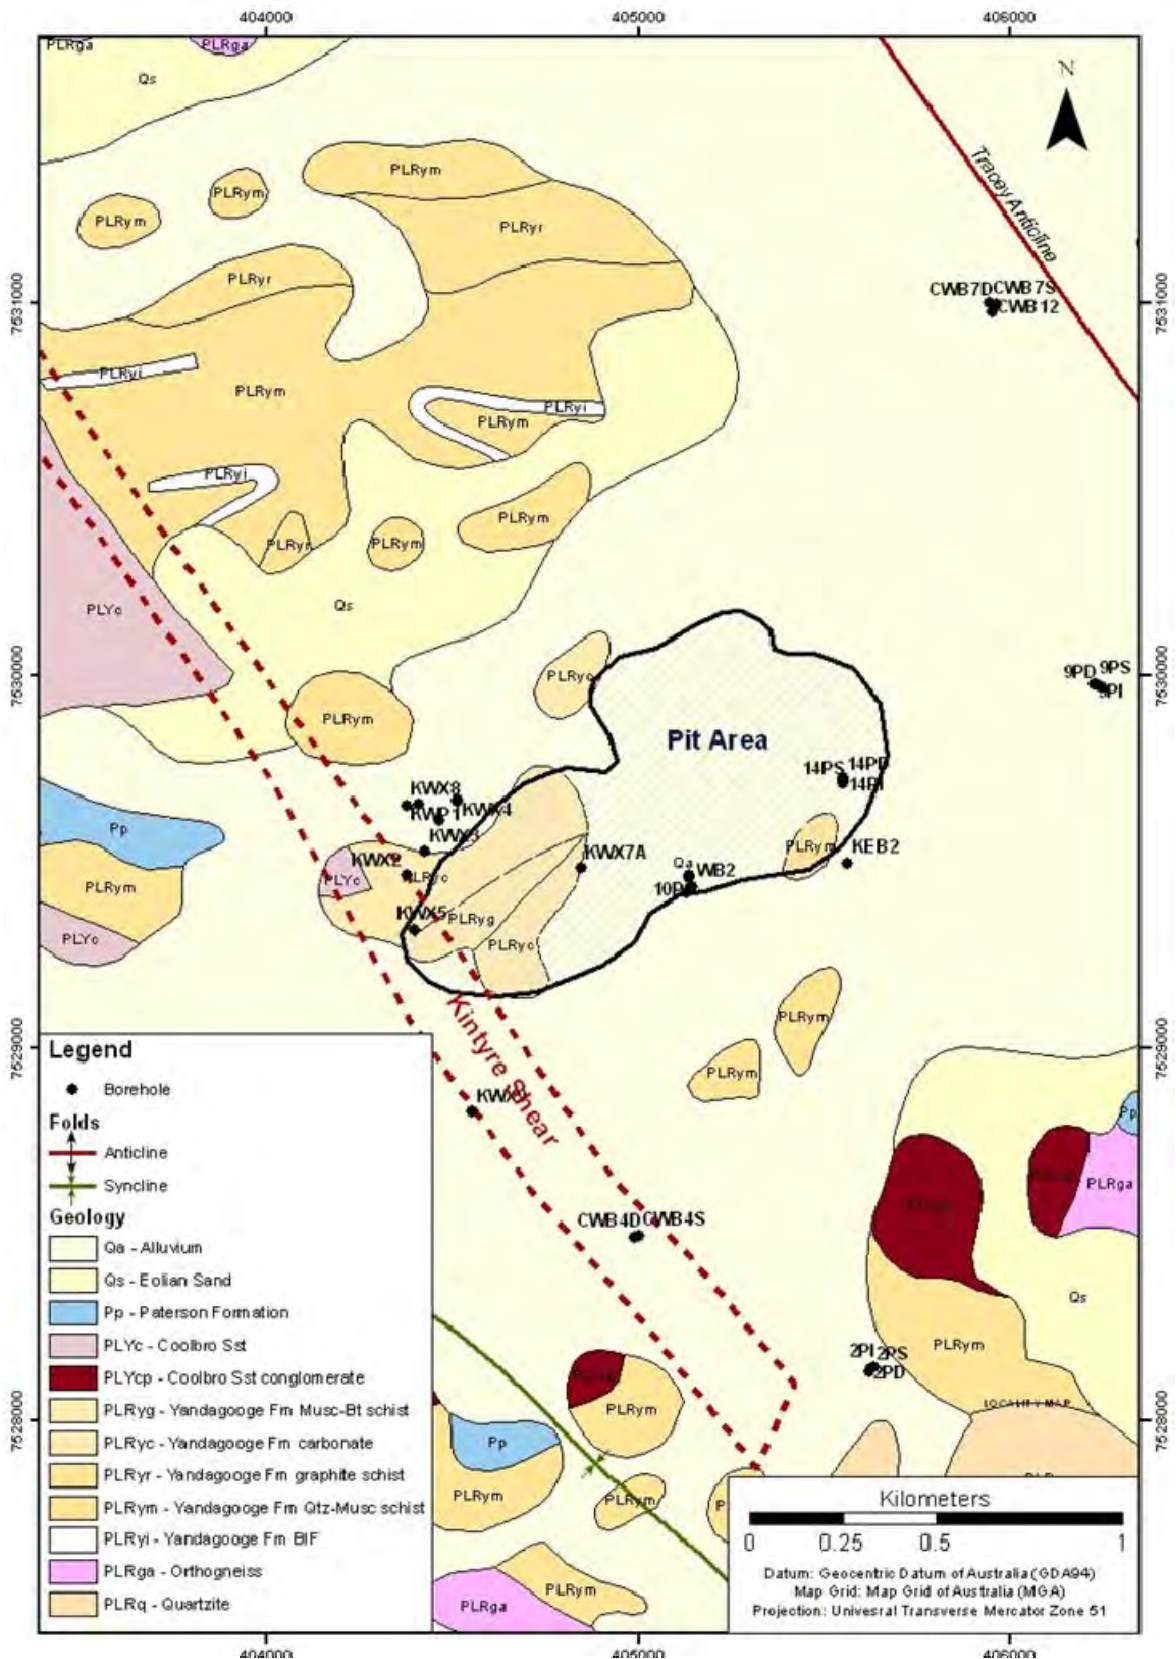 404000
405000
406000
PLRga
PLRga
Qs
N
PLRym
PLRym
PLRym
Tracey Anticline
PLRyr
PLRyr
7531000
CWB7D
CWB7S
CWB12
7531000
PLRyi
PLRym
PLRyi
PLRym
PLRyi
PLRym
PLRyr
PLRym
PLYc
Qs
7530000
PLRyc
9PD
9PS
9PI
7530000
PLRym
Pit Area
14IPS
14PD
14PI
KWX8
KWP1
KWX4
KWX3
Pp
KWX2
PLYc
PLRyc
KWX7A
PLRym
KEB2
Qa
WB2
PLRym
KWX5
PLRyg
PLYc
PLRyc
PLRym
Kintyre Shear
7529000
PLRym
7529000
Pp
PLRga
CWB4D
CWB4S
Qs
PLRym
2PI
2PS
2PD
7528000
PLRym
LOCALITY MAP
7528000
Pp
PLRym
PLRym
PLRym
PLRga
Legend
Borehole
Folds
Anticline
Syncline
Geology
Qa - Alluvium
Qs - Eolian Sand
Pp - Paterson Formation
PLYc - Coolbro Sst
PLYcp - Coolbro Sst conglomerate
PLRyg - Yandagooge Fm Musc-Bt schist
PLRyc - Yandagooge Fm carbonate
PLRyr - Yandagooge Fm graphite schist
PLRym - Yandagooge Fm Qtz-Musc schist
PLRyi - Yandagooge Fm BIF
PLRga - Orthogneiss
PLRq - Quartzite
Kilometers
0 0.25 0.5 1
Datum: Geocentric Datum of Australia (GDA94)
Map Grid: Map Grid of Australia (MGA)
Projection: Univesral Transverse Mercator Zone 51
404000
405000
406000